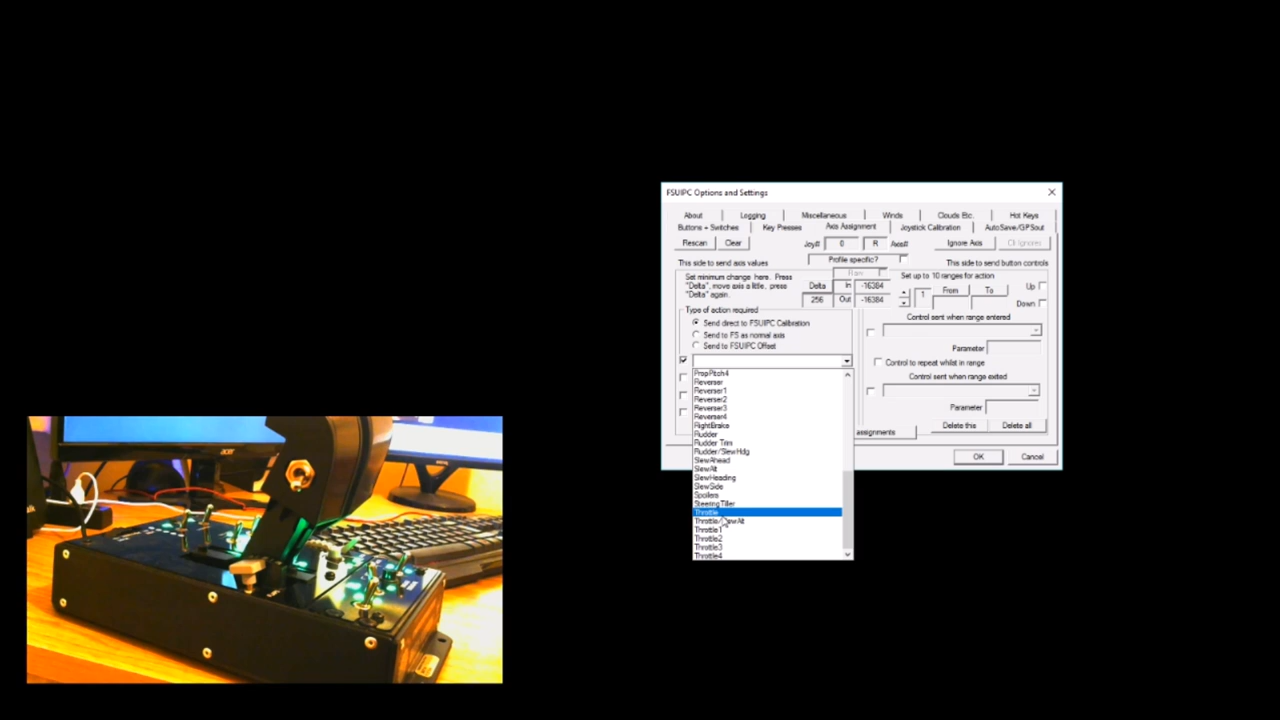 FSUIPC Options and Settings
About Logging Miscellaneous Winds Clouds Etc. Hot Keys
Buttons + Switches Key Presses Axis Assignment Joystick Calibration AutoSave/GPSout
Rescan Clear Joy# 0 R Axis# Ignore Axis Clr Ignores
Profile specific?
This side to send axis values This side to send button controls
Raw
Set minimum change here. Press
"Delta", move axis a little, press
"Delta" again.
Delta In -16384
256 Out -16384
Set up to 10 ranges for action
1 From To Up
Down
Type of action required
Send direct to FSUIPC Calibration
Send to FS as normal axis
Send to FSUIPC Offset
Control sent when range entered
Parameter
Control to repeat whilst in range
Control sent when range exited
Parameter
PropPitch4
Reverser
Reverser1
Reverser2
Reverser3
Reverser4
RightBrake
Rudder
Rudder Trim
Rudder/SlewHdg
SlewAhead
SlewAlt
SlewHeading
SlewSide
Spoilers
SteeringTiller
Throttle
Throttle/SlewAlt
Throttle1
Throttle2
Throttle3
Throttle4
assignments Delete this Delete all
OK Cancel
acer